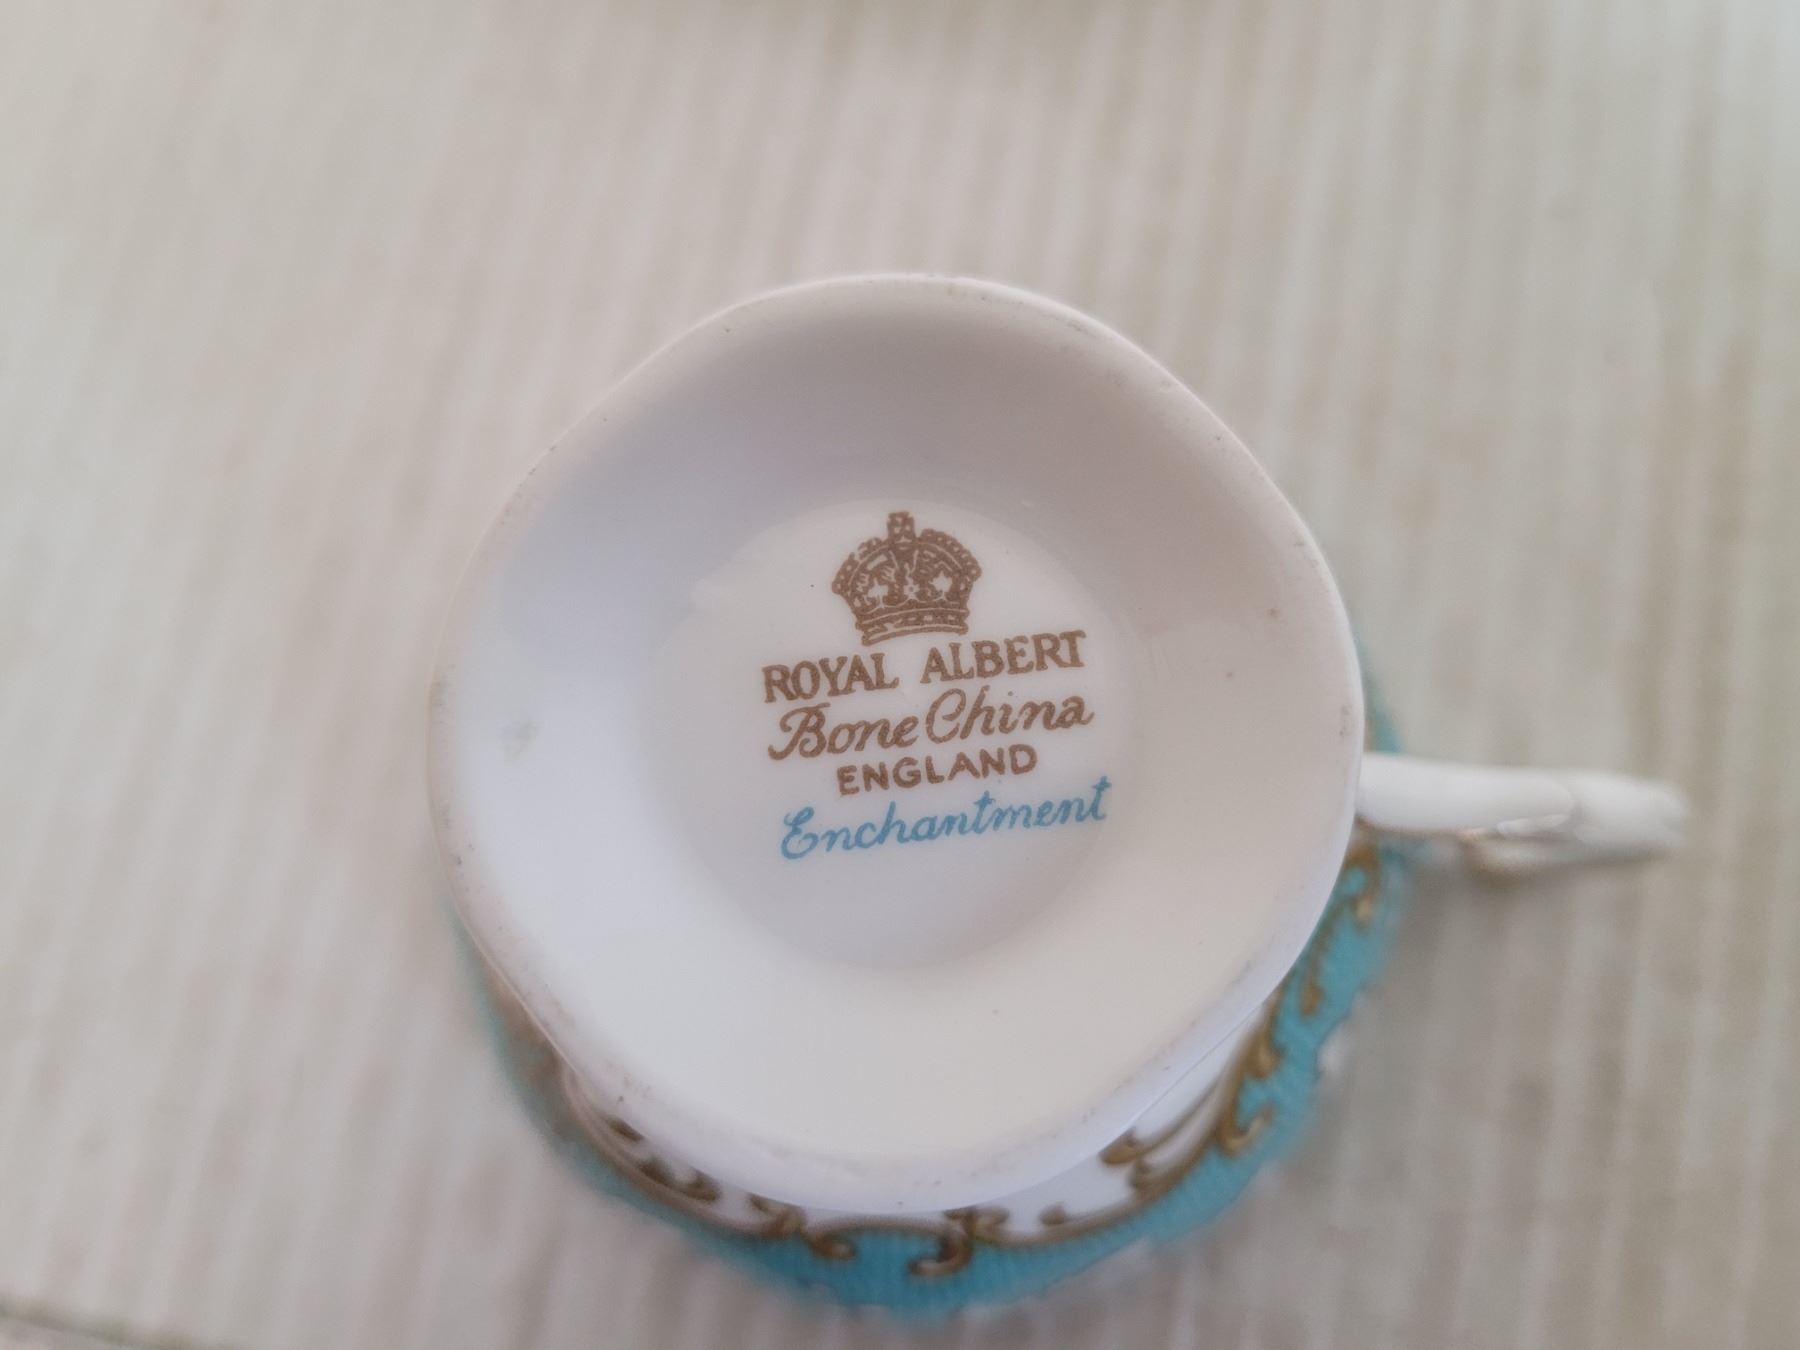 ROYAL ALBERT
Bone China
ENGLAND
Enchantment